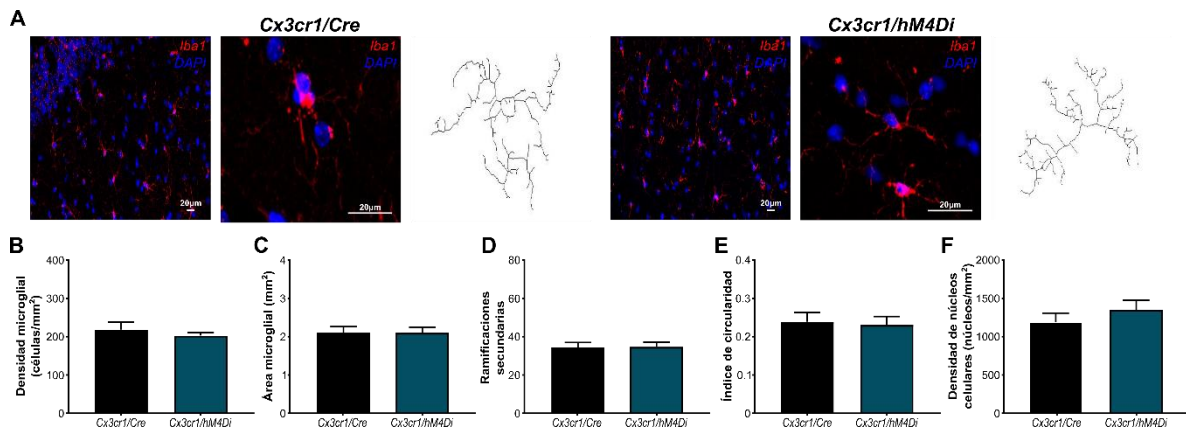 A
Cx3cr1/Cre
Cx3cr1/hM4Di
Iba1
DAPI
20μm
Iba1
DAPI
20μm
Iba1
DAPI
20μm
Iba1
DAPI
20μm
B
Densidad microglial
(células/mm²)
400
300
200
100
0
Cx3cr1/Cre
Cx3cr1/hM4Di
C
Área microglial (mm²)
4
3
2
1
0
Cx3cr1/Cre
Cx3cr1/hM4Di
D
Ramificaciones
secundarias
80
60
40
20
0
Cx3cr1/Cre
Cx3cr1/hM4Di
E
Índice de circularidad
0.4
0.3
0.2
0.1
0.0
Cx3cr1/Cre
Cx3cr1/hM4Di
F
Densidad de núcleos
celulares (núcleos/mm²)
2000
1500
1000
500
0
Cx3cr1/Cre
Cx3cr1/hM4Di